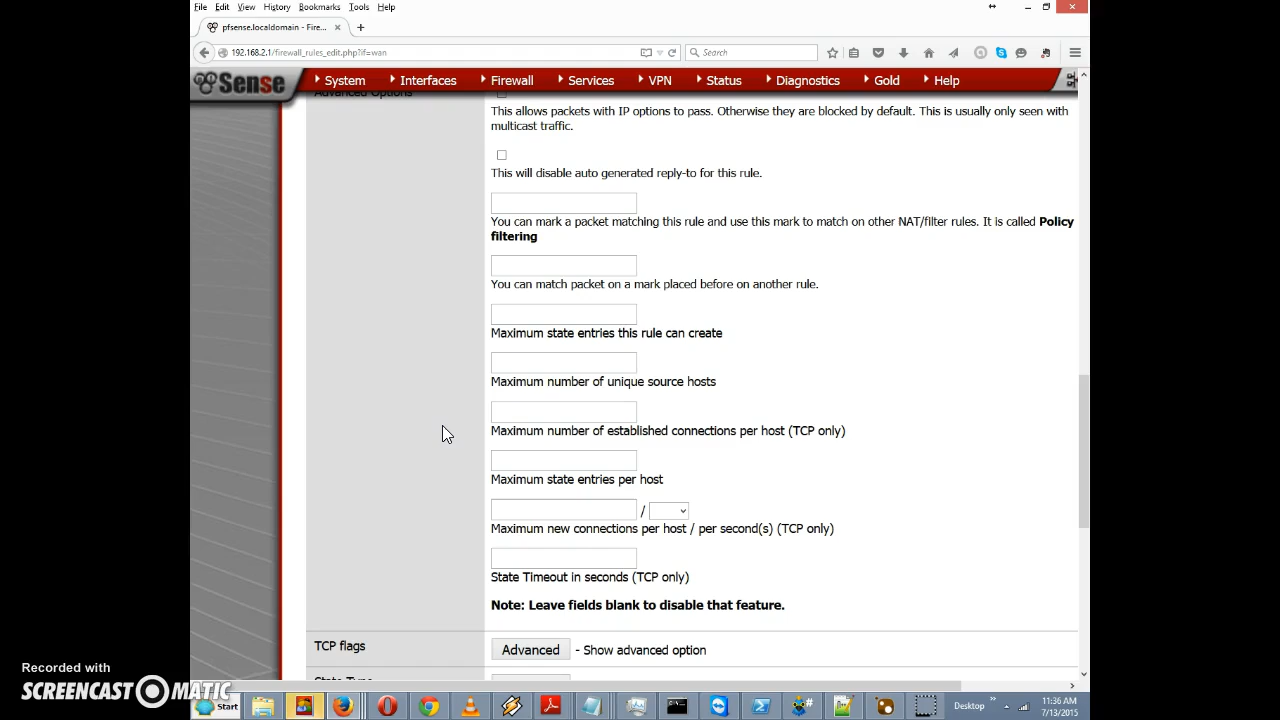 File Edit View History Bookmarks Tools Help
pfsense.localdomain - Fire...
192.168.2.1/firewall_rules_edit.php?if=wan
Search
Sense
System Interfaces Firewall Services VPN Status Diagnostics Gold Help
Advanced Options
This allows packets with IP options to pass. Otherwise they are blocked by default. This is usually only seen with
multicast traffic.
This will disable auto generated reply-to for this rule.
You can mark a packet matching this rule and use this mark to match on other NAT/filter rules. It is called Policy
filtering
You can match packet on a mark placed before on another rule.
Maximum state entries this rule can create
Maximum number of unique source hosts
Maximum number of established connections per host (TCP only)
Maximum state entries per host
/
Maximum new connections per host / per second(s) (TCP only)
State Timeout in seconds (TCP only)
Note: Leave fields blank to disable that feature.
TCP flags
Advanced - Show advanced option
State Type
Recorded with
SCREENCAST MATIC
Start
Desktop
11:36 AM
7/13/2015